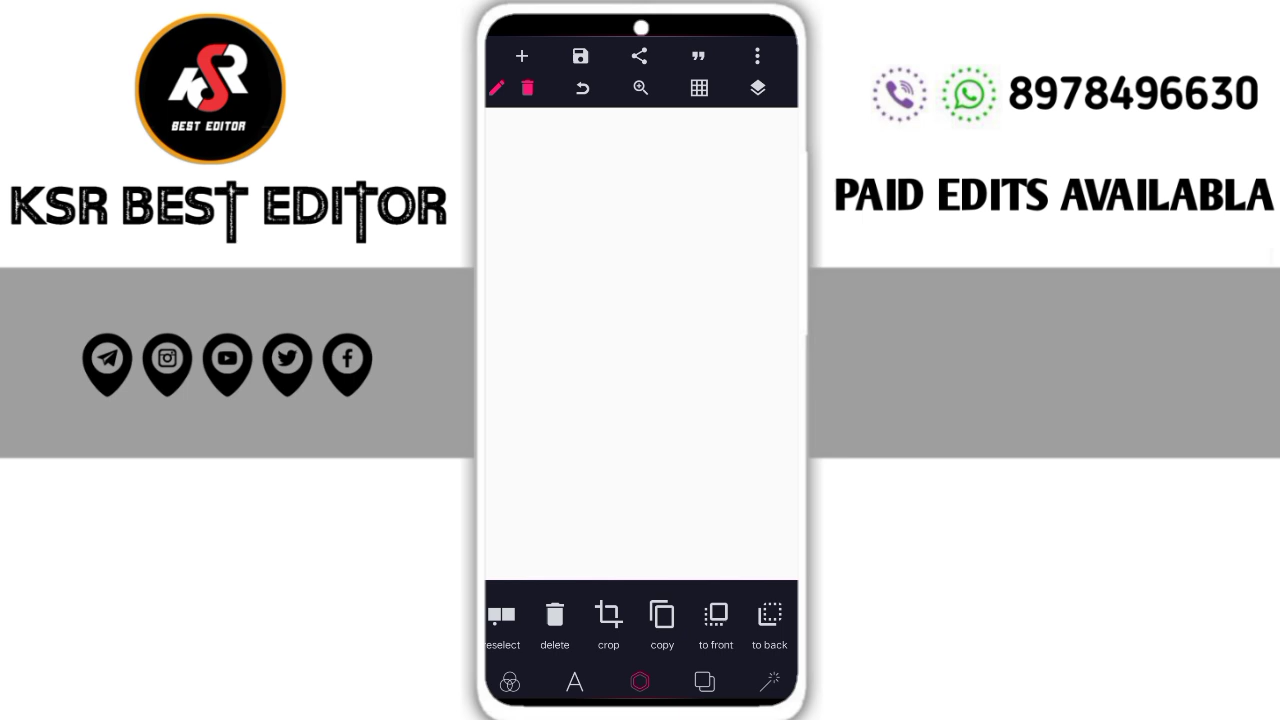 KSR
BEST EDITOR
KSR BEST EDITOR
8978496630
PAID EDITS AVAILABLA
eselect
delete
crop
copy
to front
to back